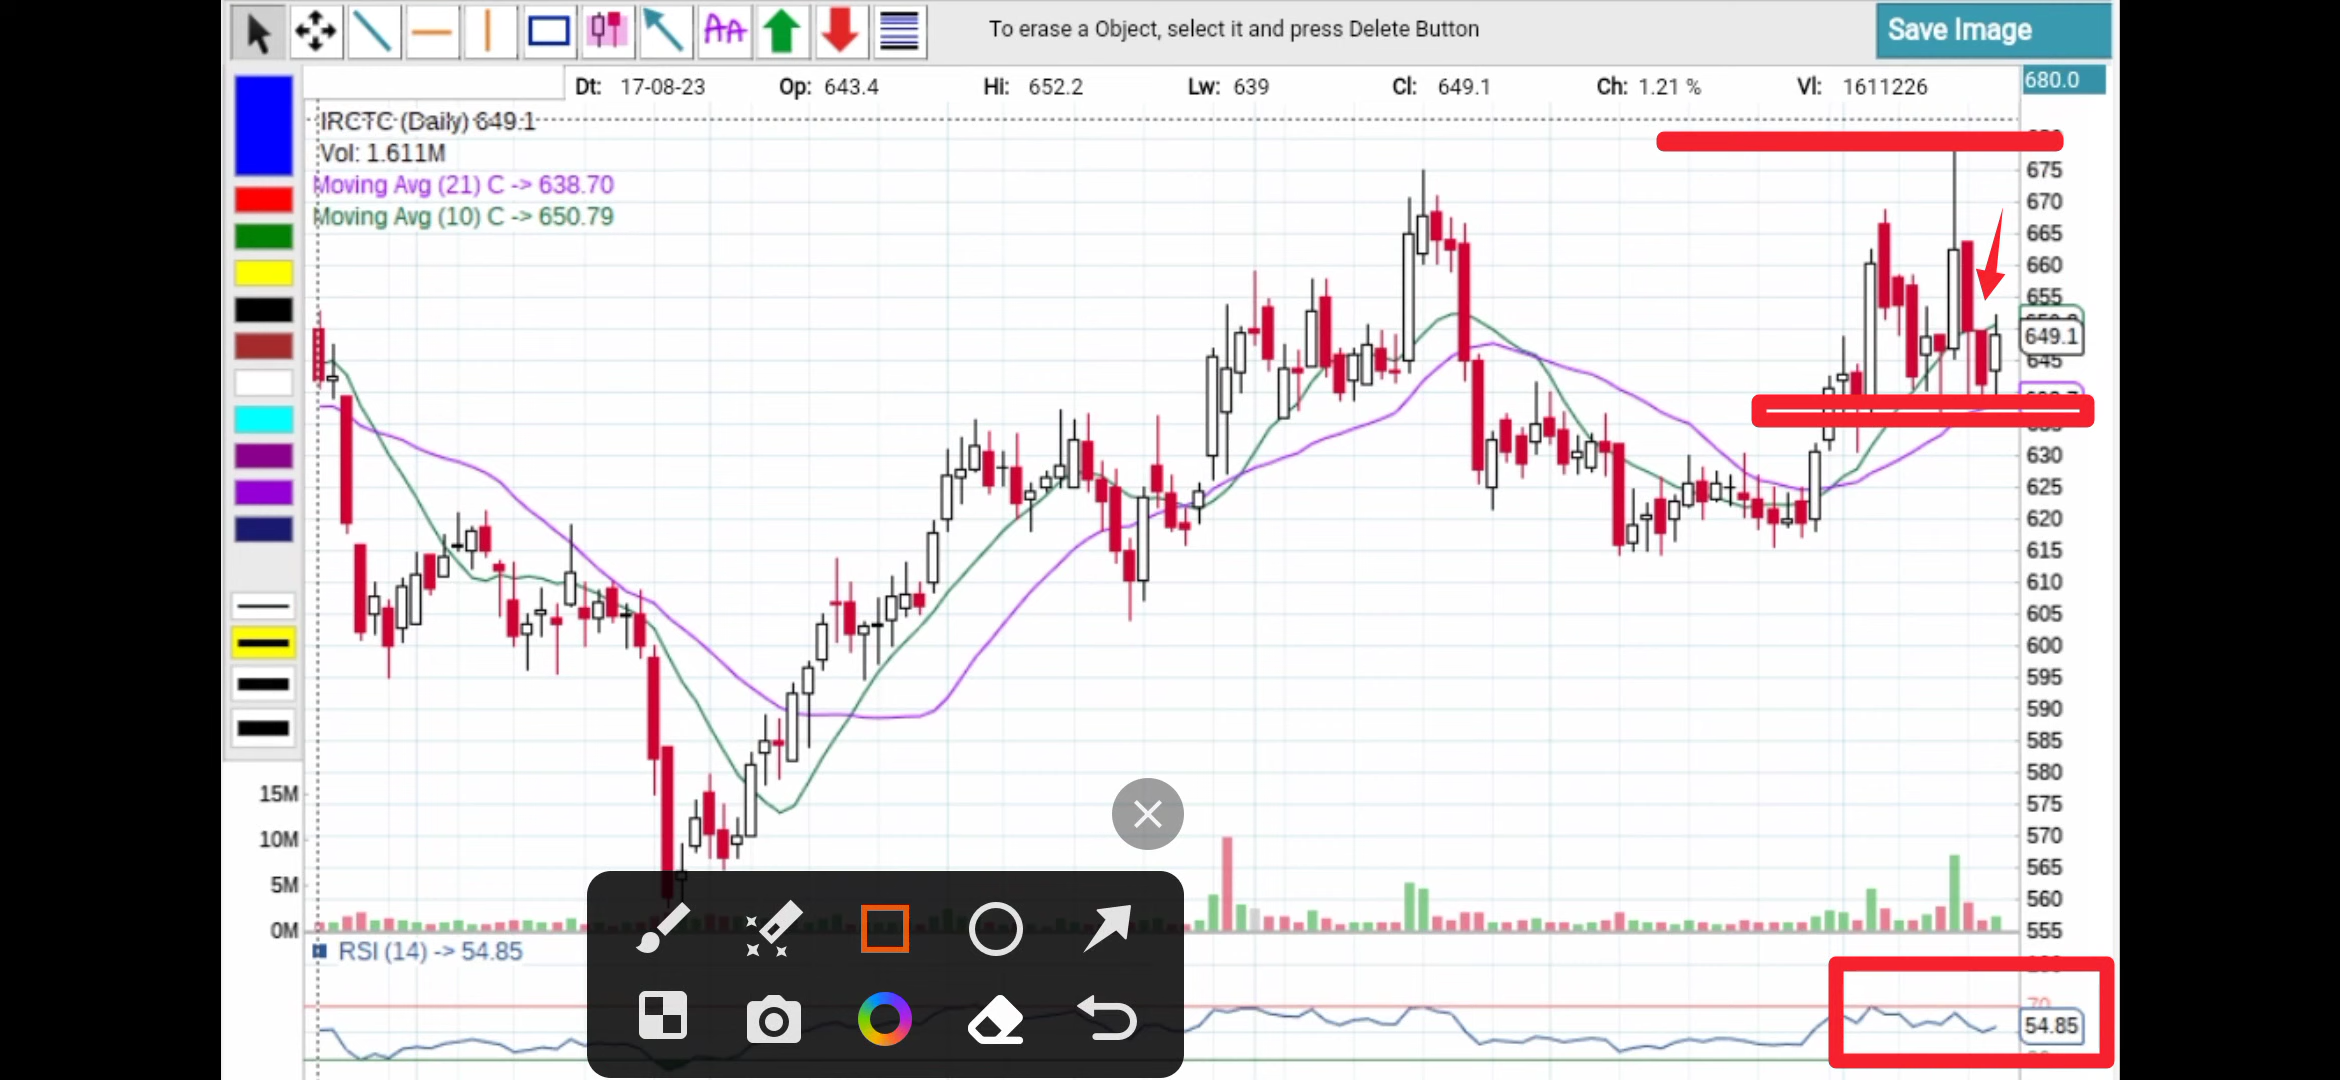 To erase a Object, select it and press Delete Button
Save Image
Dt: 17-08-23 Op: 643.4 Hi: 652.2 Lw: 639 Cl: 649.1 Ch: 1.21 % Vl: 1611226
680.0
IRCTC (Daily) 649.1
Vol: 1.611M
Moving Avg (21) C -> 638.70
Moving Avg (10) C -> 650.79
675
670
665
660
655
649.1
645
630
625
620
615
610
605
600
595
590
585
580
575
570
565
560
555
15M
10M
5M
0M
RSI (14) -> 54.85
70
54.85